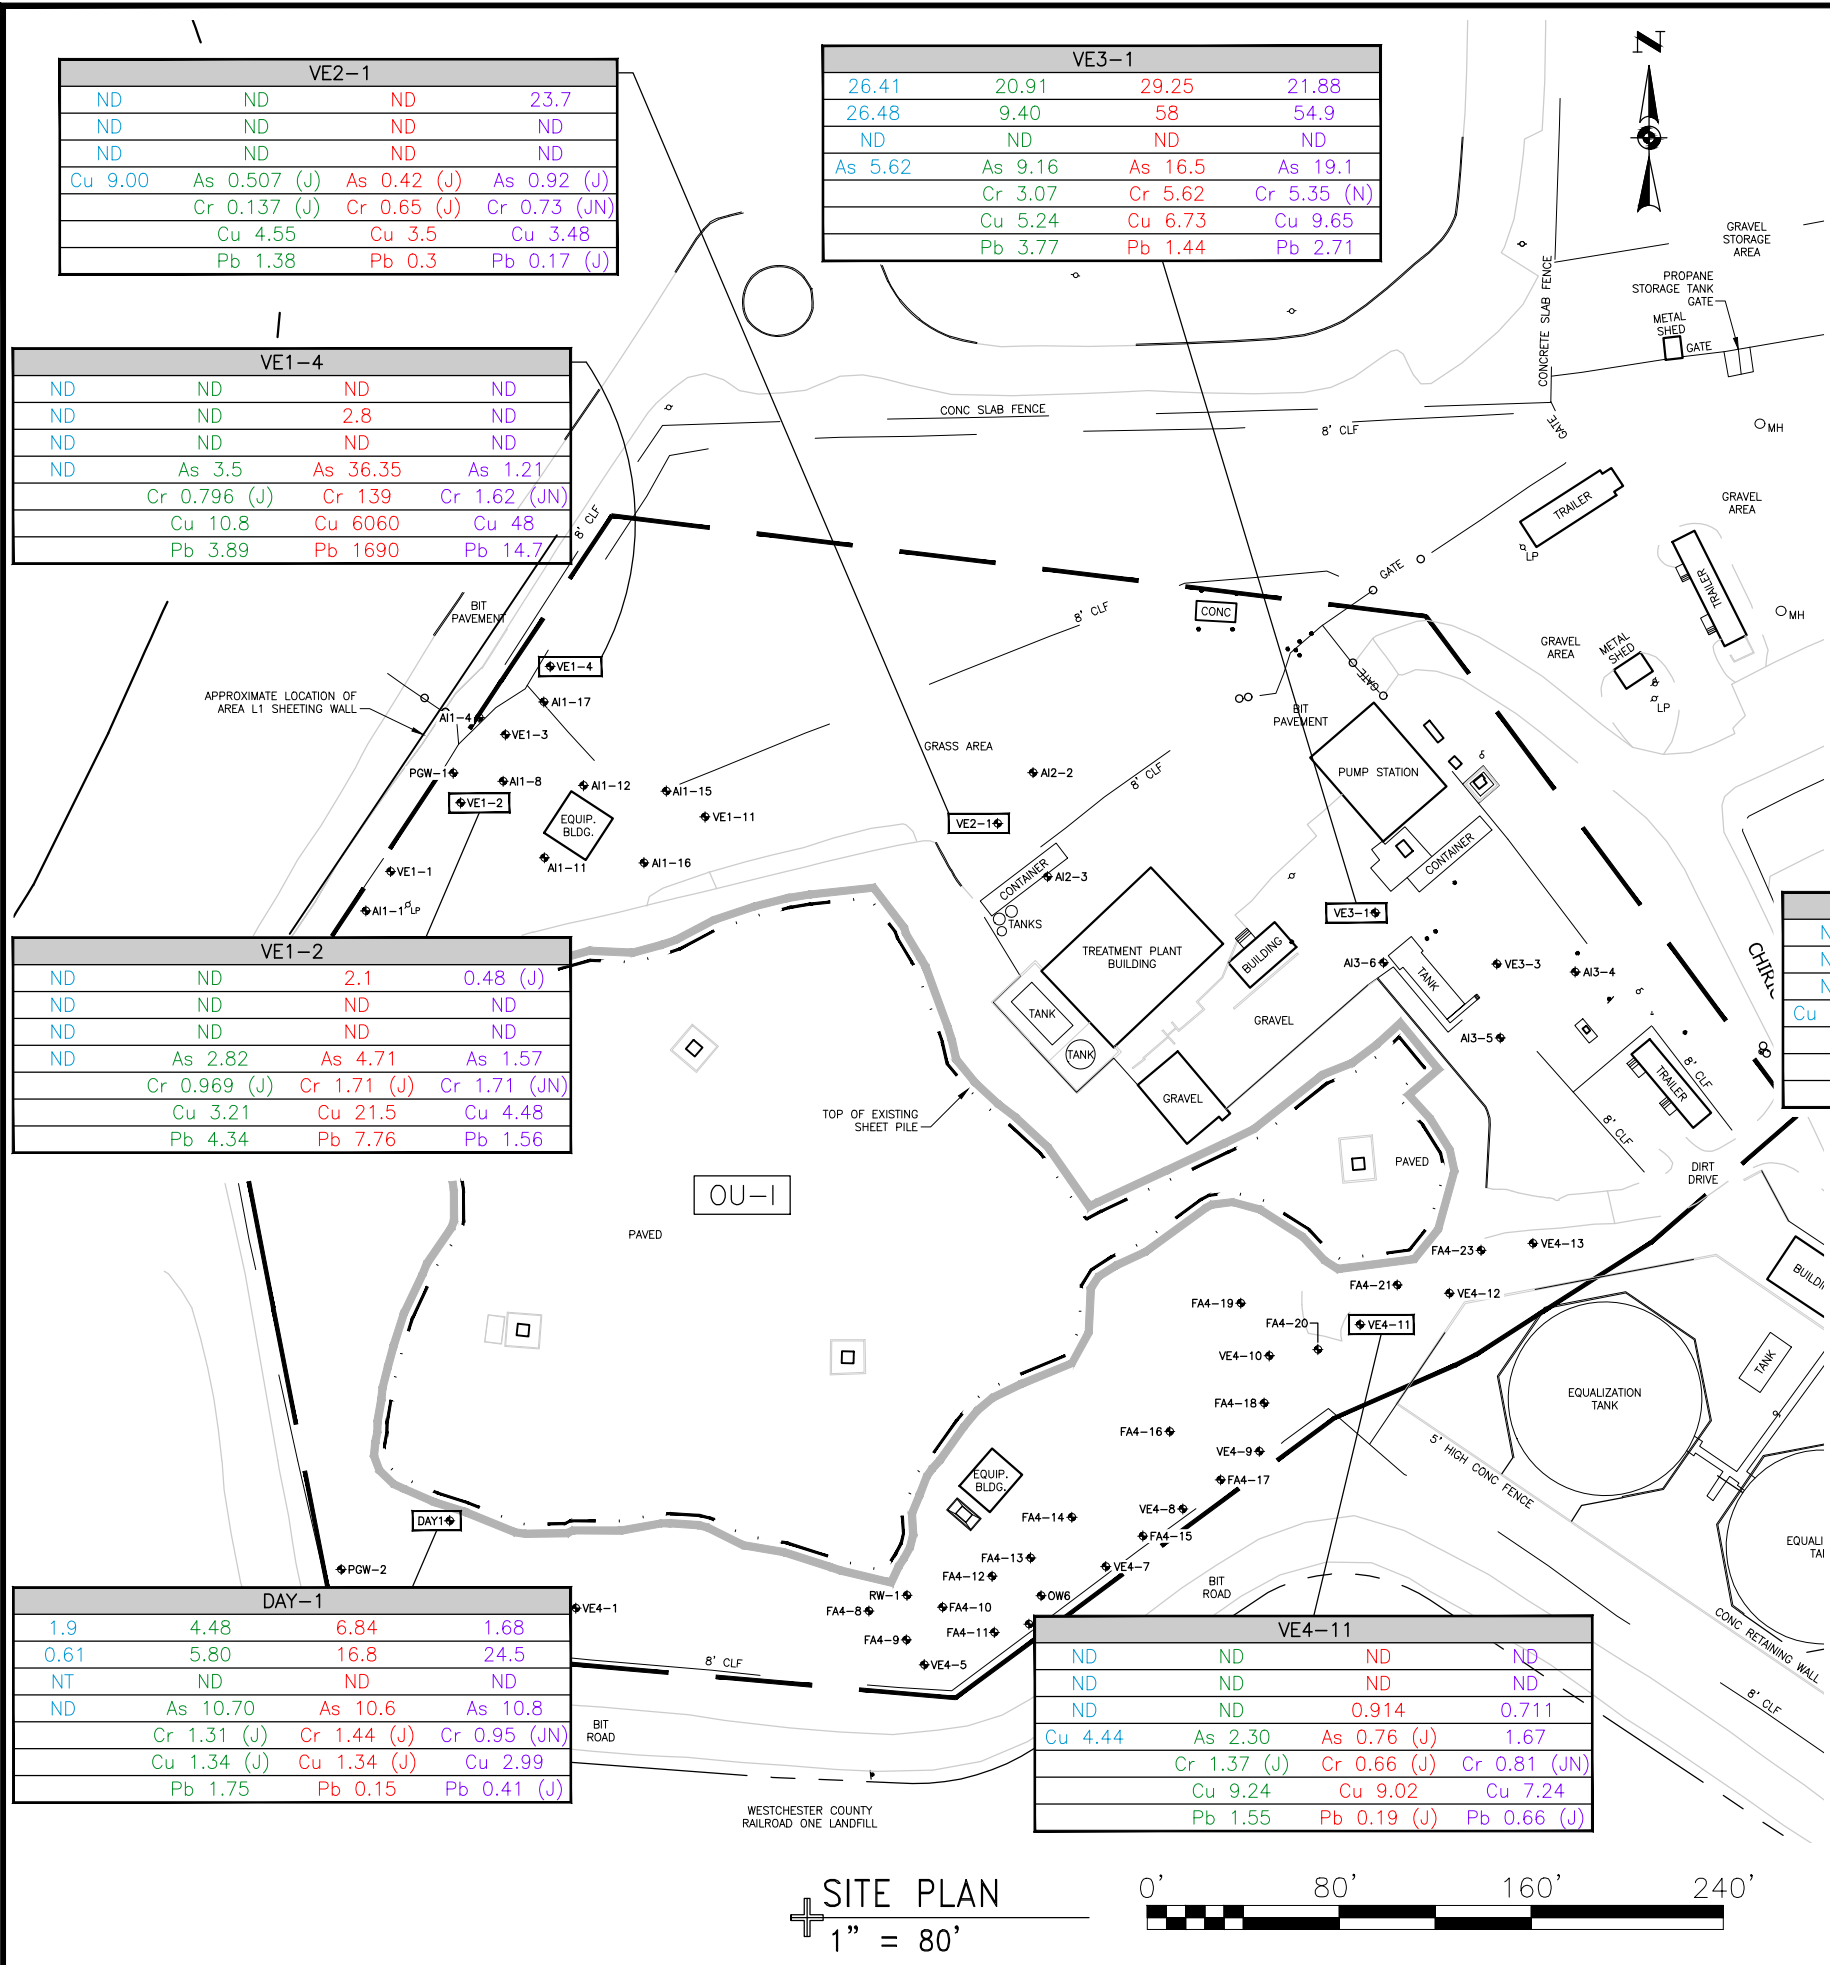 VE2-1
ND ND ND 23.7
ND ND ND ND
ND ND ND ND
Cu 9.00 As 0.507 (J) As 0.42 (J) As 0.92 (J)
Cr 0.137 (J) Cr 0.65 (J) Cr 0.73 (JN)
Cu 4.55 Cu 3.5 Cu 3.48
Pb 1.38 Pb 0.3 Pb 0.17 (J)
VE3-1
26.41 20.91 29.25 21.88
26.48 9.40 58 54.9
ND ND ND ND
As 5.62 As 9.16 As 16.5 As 19.1
Cr 3.07 Cr 5.62 Cr 5.35 (N)
Cu 5.24 Cu 6.73 Cu 9.65
Pb 3.77 Pb 1.44 Pb 2.71
N
GRAVEL
STORAGE
AREA
PROPANE
STORAGE TANK
GATE
METAL
SHED
GATE
CONCRETE SLAB FENCE
VE1-4
ND ND ND ND
ND ND 2.8 ND
ND ND ND ND
ND As 3.5 As 36.35 As 1.21
Cr 0.796 (J) Cr 139 Cr 1.62 (JN)
Cu 10.8 Cu 6060 Cu 48
Pb 3.89 Pb 1690 Pb 14.7
CONC SLAB FENCE
8' CLF
GATE
MH
TRAILER
GRAVEL
AREA
LP
TRAILER
MH
8' CLF
GATE
CONC
8' CLF
GRAVEL
AREA
METAL
SHED
LP
GATE
BIT
PAVEMENT
BIT
PAVEMENT
APPROXIMATE LOCATION OF
AREA L1 SHEETING WALL
VE1-4
AI1-17
AI1-4
VE1-3
PGW-1
AI1-8
AI1-12
AI1-15
VE1-2
EQUIP.
BLDG.
VE1-11
AI1-11
AI1-16
VE1-1
AI1-1
LP
GRASS AREA
AI2-2
8' CLF
VE2-1
PUMP STATION
CONTAINER
AI2-3
CONTAINER
TANKS
TREATMENT PLANT
BUILDING
BUILDING
VE3-1
AI3-6
TANK
VE3-3
AI3-4
TANK
TANK
GRAVEL
AI3-5
GRAVEL
TRAILER
8' CLF
8' CLF
N
N
N
Cu
VE1-2
ND ND 2.1 0.48 (J)
ND ND ND ND
ND ND ND ND
ND As 2.82 As 4.71 As 1.57
Cr 0.969 (J) Cr 1.71 (J) Cr 1.71 (JN)
Cu 3.21 Cu 21.5 Cu 4.48
Pb 4.34 Pb 7.76 Pb 1.56
TOP OF EXISTING
SHEET PILE
PAVED
DIRT
DRIVE
OU-1
PAVED
FA4-23
VE4-13
FA4-21
VE4-12
FA4-19
FA4-20
VE4-11
VE4-10
BUILDI
TANK
EQUALIZATION
TANK
FA4-18
FA4-16
VE4-9
FA4-17
5' HIGH CONC FENCE
EQUIP.
BLDG.
VE4-8
FA4-14
FA4-15
EQUALI
TA
DAY1
FA4-13
VE4-7
FA4-12
PGW-2
RW-1
OW6
FA4-8
FA4-10
BIT
ROAD
VE4-1
FA4-11
FA4-9
VE4-5
CONC RETAINING WALL
8' CLF
8' CLF
BIT
ROAD
DAY-1
1.9 4.48 6.84 1.68
0.61 5.80 16.8 24.5
NT ND ND ND
ND As 10.70 As 10.6 As 10.8
Cr 1.31 (J) Cr 1.44 (J) Cr 0.95 (JN)
Cu 1.34 (J) Cu 1.34 (J) Cu 2.99
Pb 1.75 Pb 0.15 Pb 0.41 (J)
VE4-11
ND ND ND ND
ND ND ND ND
ND ND 0.914 0.711
Cu 4.44 As 2.30 As 0.76 (J) 1.67
Cr 1.37 (J) Cr 0.66 (J) Cr 0.81 (JN)
Cu 9.24 Cu 9.02 Cu 7.24
Pb 1.55 Pb 0.19 (J) Pb 0.66 (J)
WESTCHESTER COUNTY
RAILROAD ONE LANDFILL
SITE PLAN
1" = 80'
0' 80' 160' 240'